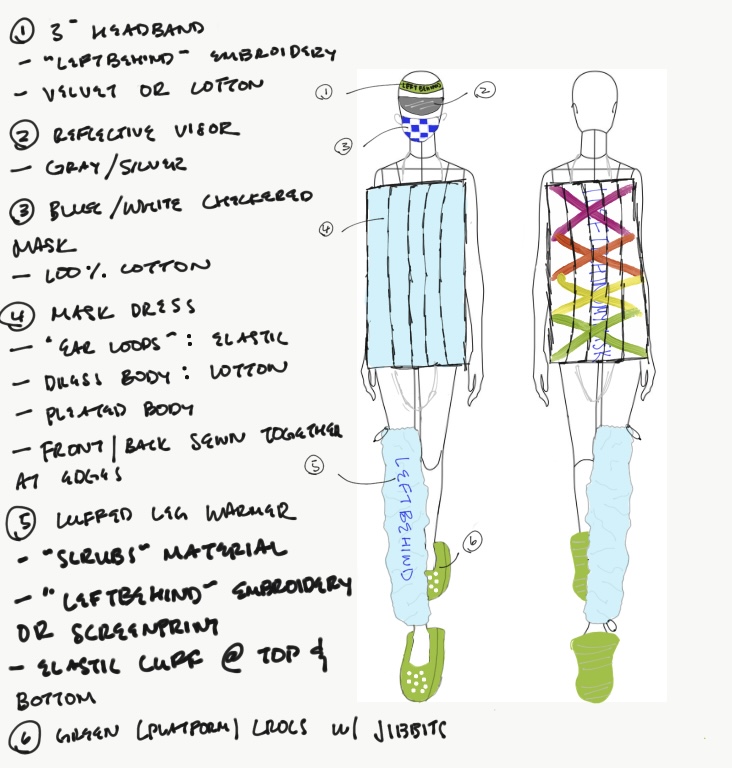 ① 3" HEADBAND
- "LEFTBEHIND" EMBROIDERY
- VELVET OR COTTON
② REFLECTIVE VISOR
- GRAY/SILVER
③ BLUE/WHITE CHECKERED
MASK
- 100% COTTON
④ MASK DRESS
- "EAR LOOPS": ELASTIC
- DRESS BODY: COTTON
- PLEATED BODY
- FRONT/BACK SEWN TOGETHER
AT EDGES
⑤ CUFFED LEG WARMER
- "SCRUBS" MATERIAL
- "LEFTBEHIND" EMBROIDERY
OR SCREENPRINT
- ELASTIC CUFF @ TOP &
BOTTOM
⑥ GREEN (PLATFORM) CROCS W/ JIBBITS
①
LEFTBEHIND
②
③
④
⑤
LEFTBEHIND
⑥